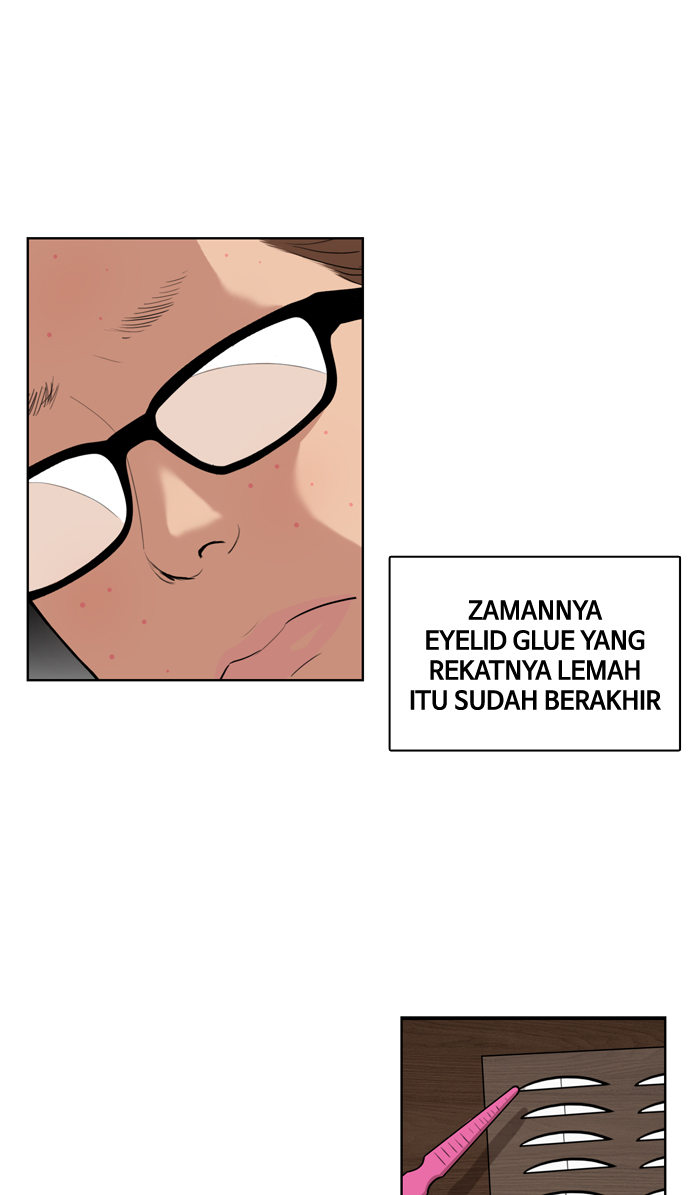 ZAMANNYA
EYELID GLUE YANG
REKATNYA LEMAH
ITU SUDAH BERAKHIR